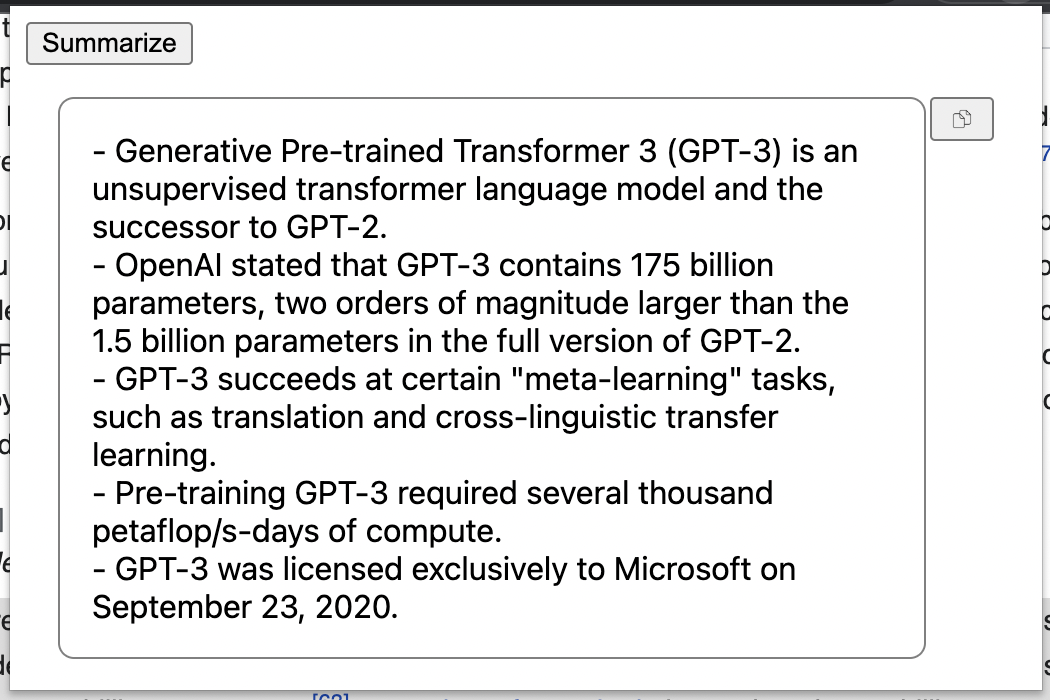 Summarize
- Generative Pre-trained Transformer 3 (GPT-3) is an
unsupervised transformer language model and the
successor to GPT-2.
- OpenAI stated that GPT-3 contains 175 billion
parameters, two orders of magnitude larger than the
1.5 billion parameters in the full version of GPT-2.
- GPT-3 succeeds at certain "meta-learning" tasks,
such as translation and cross-linguistic transfer
learning.
- Pre-training GPT-3 required several thousand
petaflop/s-days of compute.
- GPT-3 was licensed exclusively to Microsoft on
September 23, 2020.